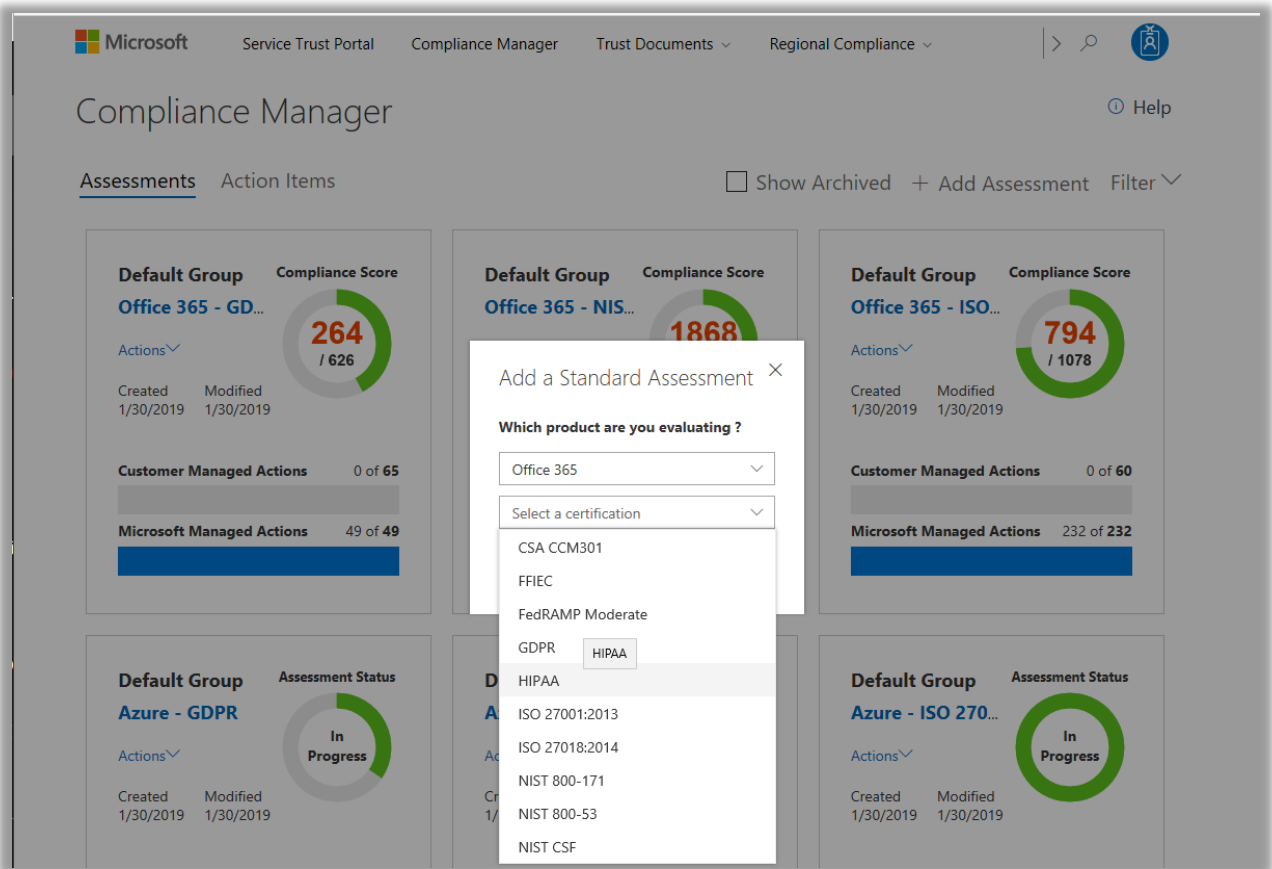 Microsoft Service Trust Portal Compliance Manager Trust Documents Regional Compliance
Compliance Manager
Help
Assessments Action Items
Show Archived + Add Assessment Filter
Default Group Compliance Score
Office 365 - GD...
264
/ 626
Actions
Created Modified
1/30/2019 1/30/2019
Customer Managed Actions 0 of 65
Microsoft Managed Actions 49 of 49
Default Group Compliance Score
Office 365 - NIS...
1868
Default Group Compliance Score
Office 365 - ISO...
794
/ 1078
Actions
Created Modified
1/30/2019 1/30/2019
Customer Managed Actions 0 of 60
Microsoft Managed Actions 232 of 232
Add a Standard Assessment
Which product are you evaluating ?
Office 365
Select a certification
CSA CCM301
FFIEC
FedRAMP Moderate
GDPR
HIPAA
HIPAA
ISO 27001:2013
ISO 27018:2014
NIST 800-171
NIST 800-53
NIST CSF
Default Group Assessment Status
Azure - GDPR
In
Progress
Actions
Created Modified
1/30/2019 1/30/2019
Default Group Assessment Status
Azure - ISO 270...
In
Progress
Actions
Created Modified
1/30/2019 1/30/2019